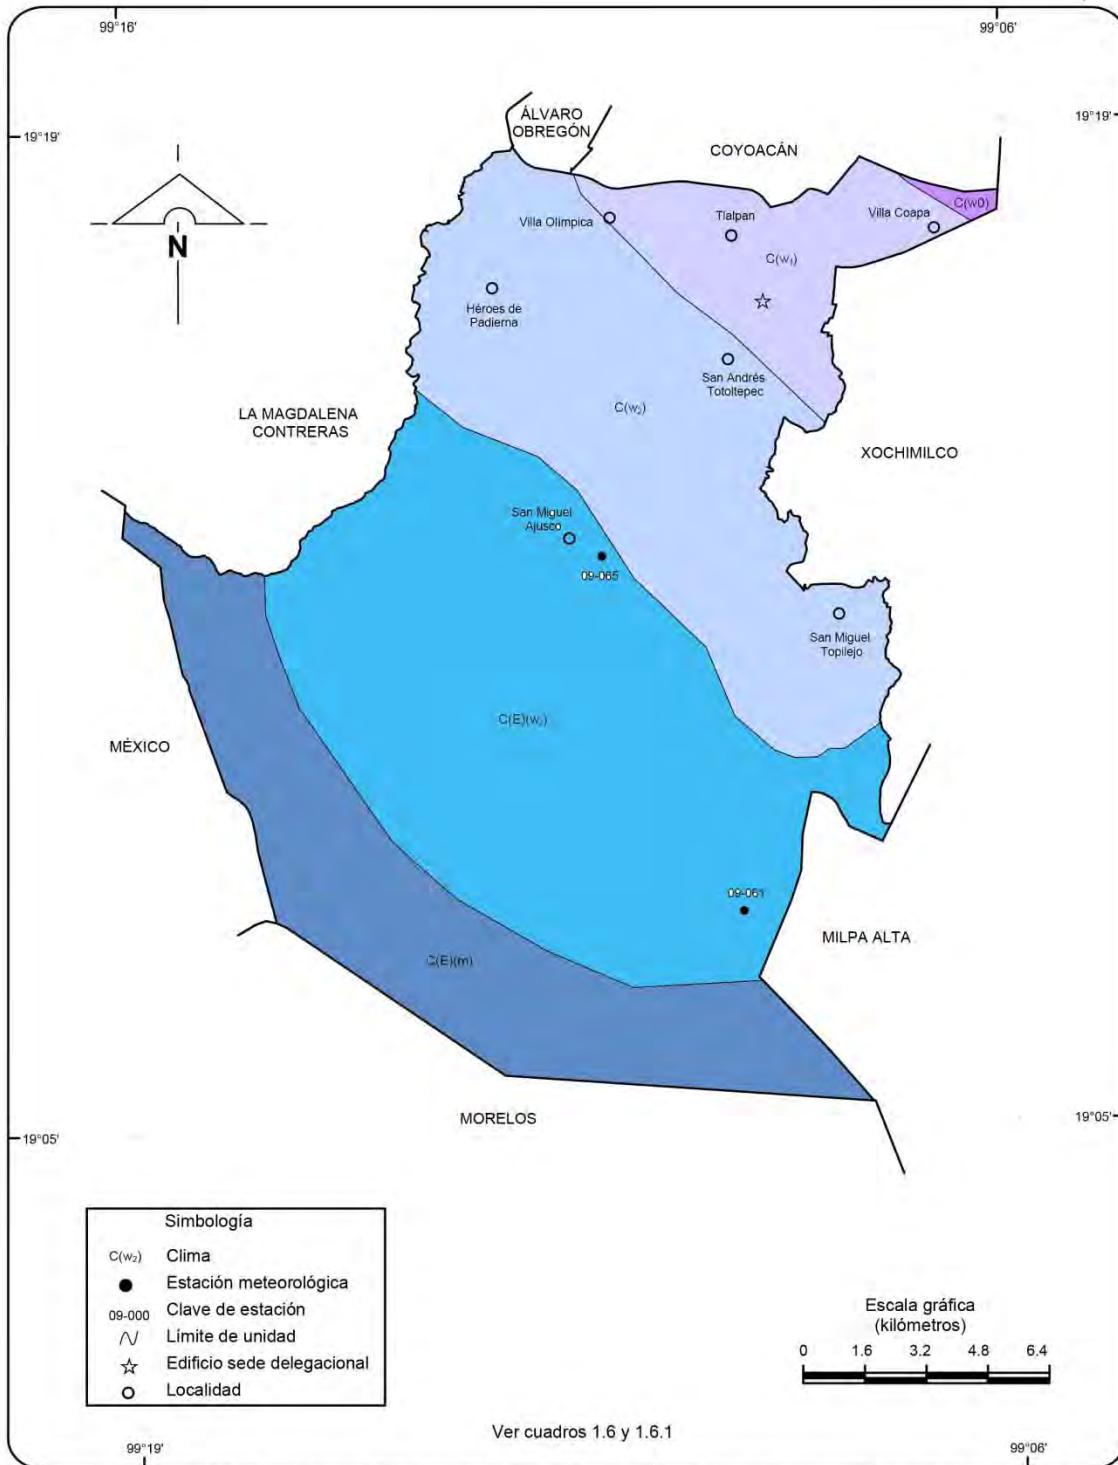 99°16'
99°06'
19°19'
19°19'
ÁLVARO
OBREGÓN
COYOACÁN
N
Villa Olímpica
Tlalpan
Villa Coapa
C(w0)
C(w₁)
Héroes de
Padierna
San Andrés
Totoltepec
C(w₂)
LA MAGDALENA
CONTRERAS
XOCHIMILCO
San Miguel
Ajusco
09-065
San Miguel
Topilejo
C(E)(w₂)
MÉXICO
09-061
MILPA ALTA
C(E)(m)
MORELOS
19°05'
19°05'
Simbología
C(w₂) Clima
Estación meteorológica
09-000 Clave de estación
Límite de unidad
Edificio sede delegacional
Localidad
Escala gráfica
(kilómetros)
0 1.6 3.2 4.8 6.4
Ver cuadros 1.6 y 1.6.1
99°19'
99°06'